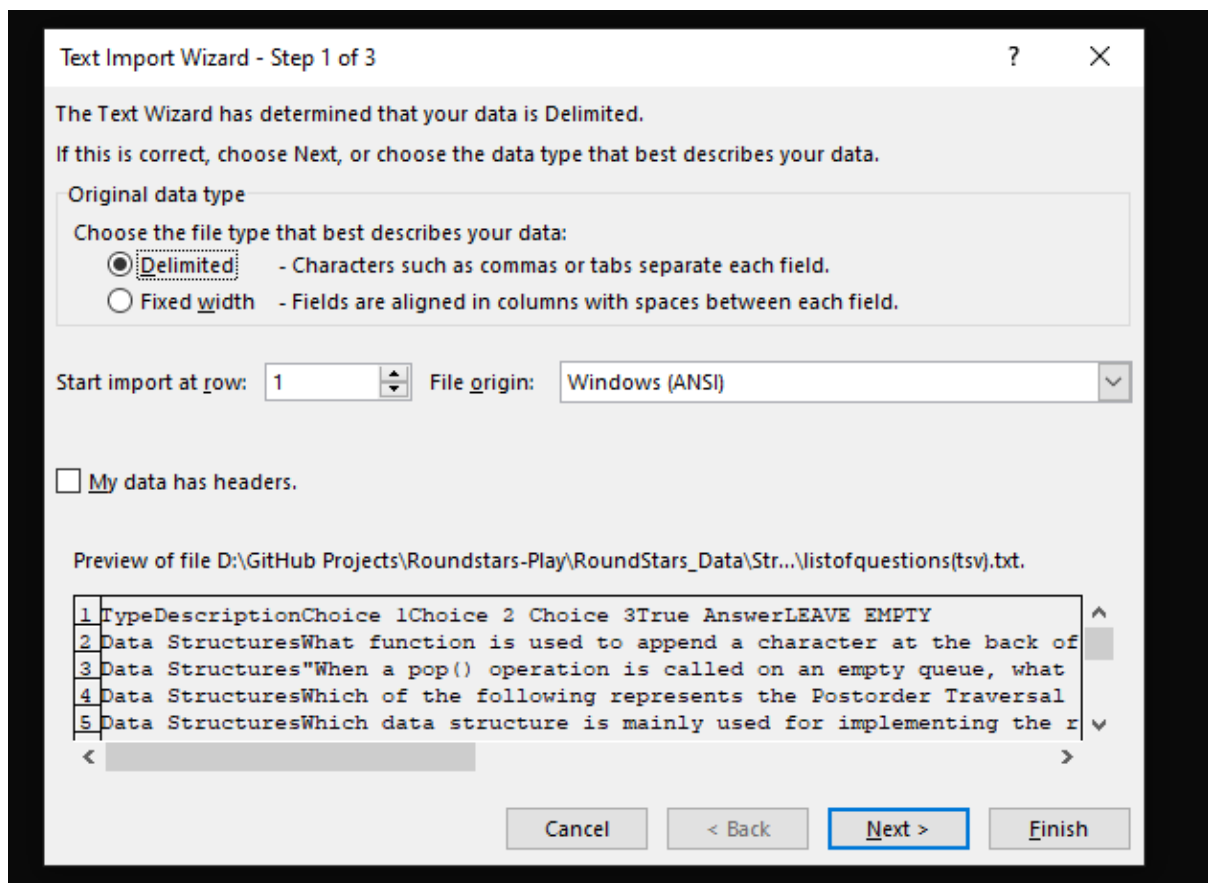 Text Import Wizard - Step 1 of 3 ?
The Text Wizard has determined that your data is Delimited.
If this is correct, choose Next, or choose the data type that best describes your data.
Original data type
Choose the file type that best describes your data:
Delimited - Characters such as commas or tabs separate each field.
Fixed width - Fields are aligned in columns with spaces between each field.
Start import at row: 1 File origin: Windows (ANSI)
My data has headers.
Preview of file D:\GitHub Projects\Roundstars-Play\RoundStars_Data\Str...\listofquestions(tsv).txt.
1 TypeDescriptionChoice 1Choice 2 Choice 3True AnswerLEAVE EMPTY
2 Data StructuresWhat function is used to append a character at the back of
3 Data Structures"When a pop() operation is called on an empty queue, what
4 Data StructuresWhich of the following represents the Postorder Traversal
5 Data StructuresWhich data structure is mainly used for implementing the r
Cancel < Back Next > Finish